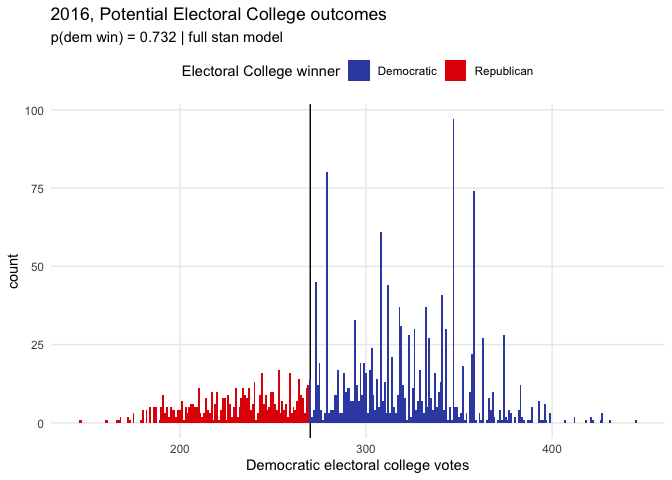 2016, Potential Electoral College outcomes
p(dem win) = 0.732 | full stan model
Electoral College winner Democratic Republican
100
75
50
25
0
count
200 300 400
Democratic electoral college votes